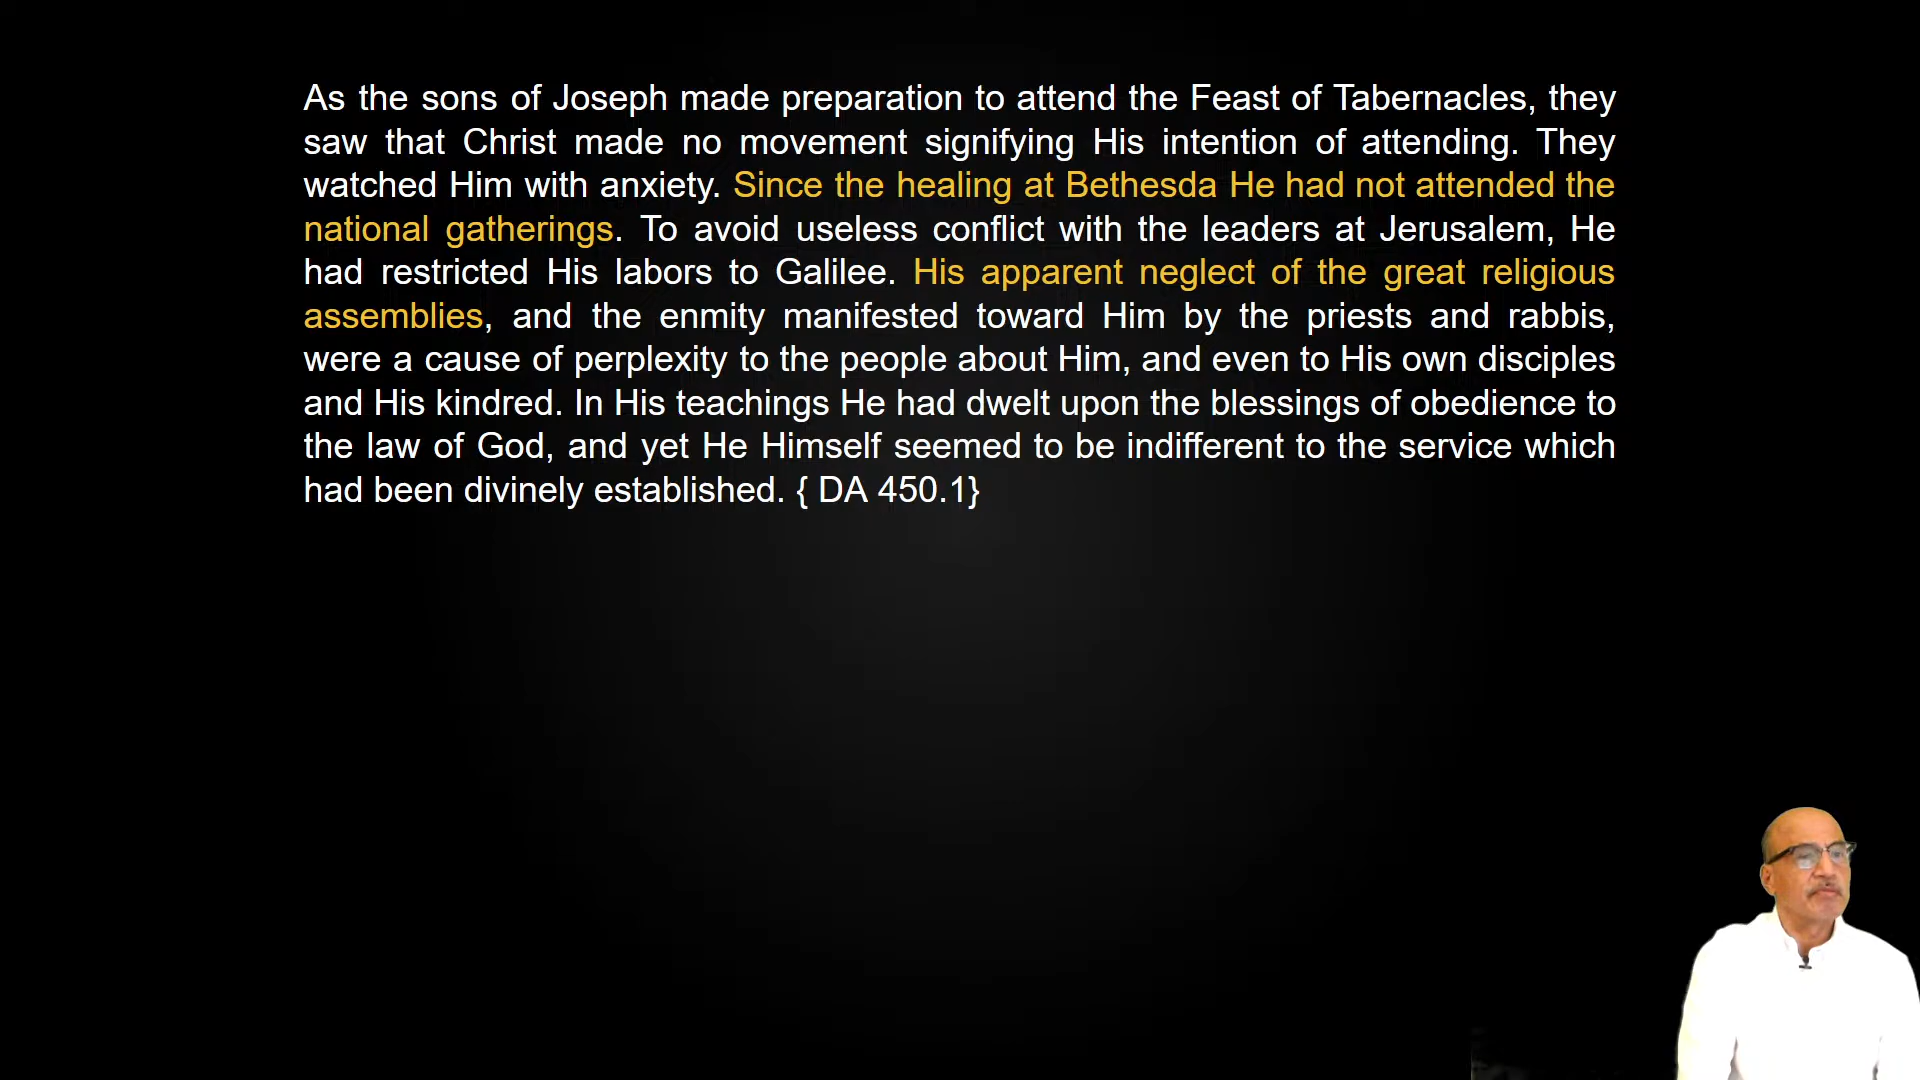 As the sons of Joseph made preparation to attend the Feast of Tabernacles, they
saw that Christ made no movement signifying His intention of attending. They
watched Him with anxiety. Since the healing at Bethesda He had not attended the
national gatherings. To avoid useless conflict with the leaders at Jerusalem, He
had restricted His labors to Galilee. His apparent neglect of the great religious
assemblies, and the enmity manifested toward Him by the priests and rabbis,
were a cause of perplexity to the people about Him, and even to His own disciples
and His kindred. In His teachings He had dwelt upon the blessings of obedience to
the law of God, and yet He Himself seemed to be indifferent to the service which
had been divinely established. { DA 450.1}